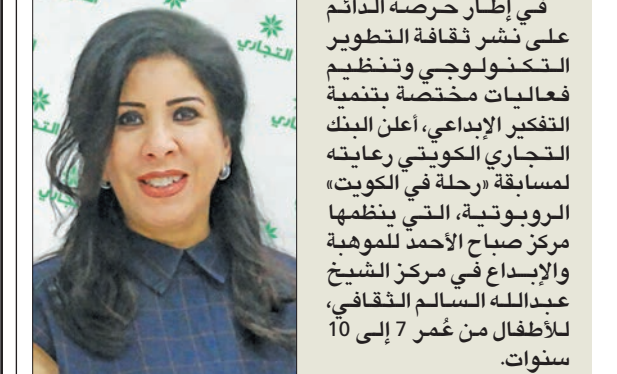 في إطار حرصه الدائم
على نشر ثقافة التطوير
التكنولوجي وتنظيم
فعاليات مختصة بتنمية
التفكير الإبداعي، أعلن البنك
التجاري الكويتي رعايته
لمسابقة «رحلة في الكويت»
الروبوتية، التي ينظمها
مركز صباح الأحمد للموهبة
والإبداع في مركز الشيخ
عبدالله السالم الثقافي،
للأطفال من عُمر 7 إلى 10
سنوات.
التجاري
التجاري